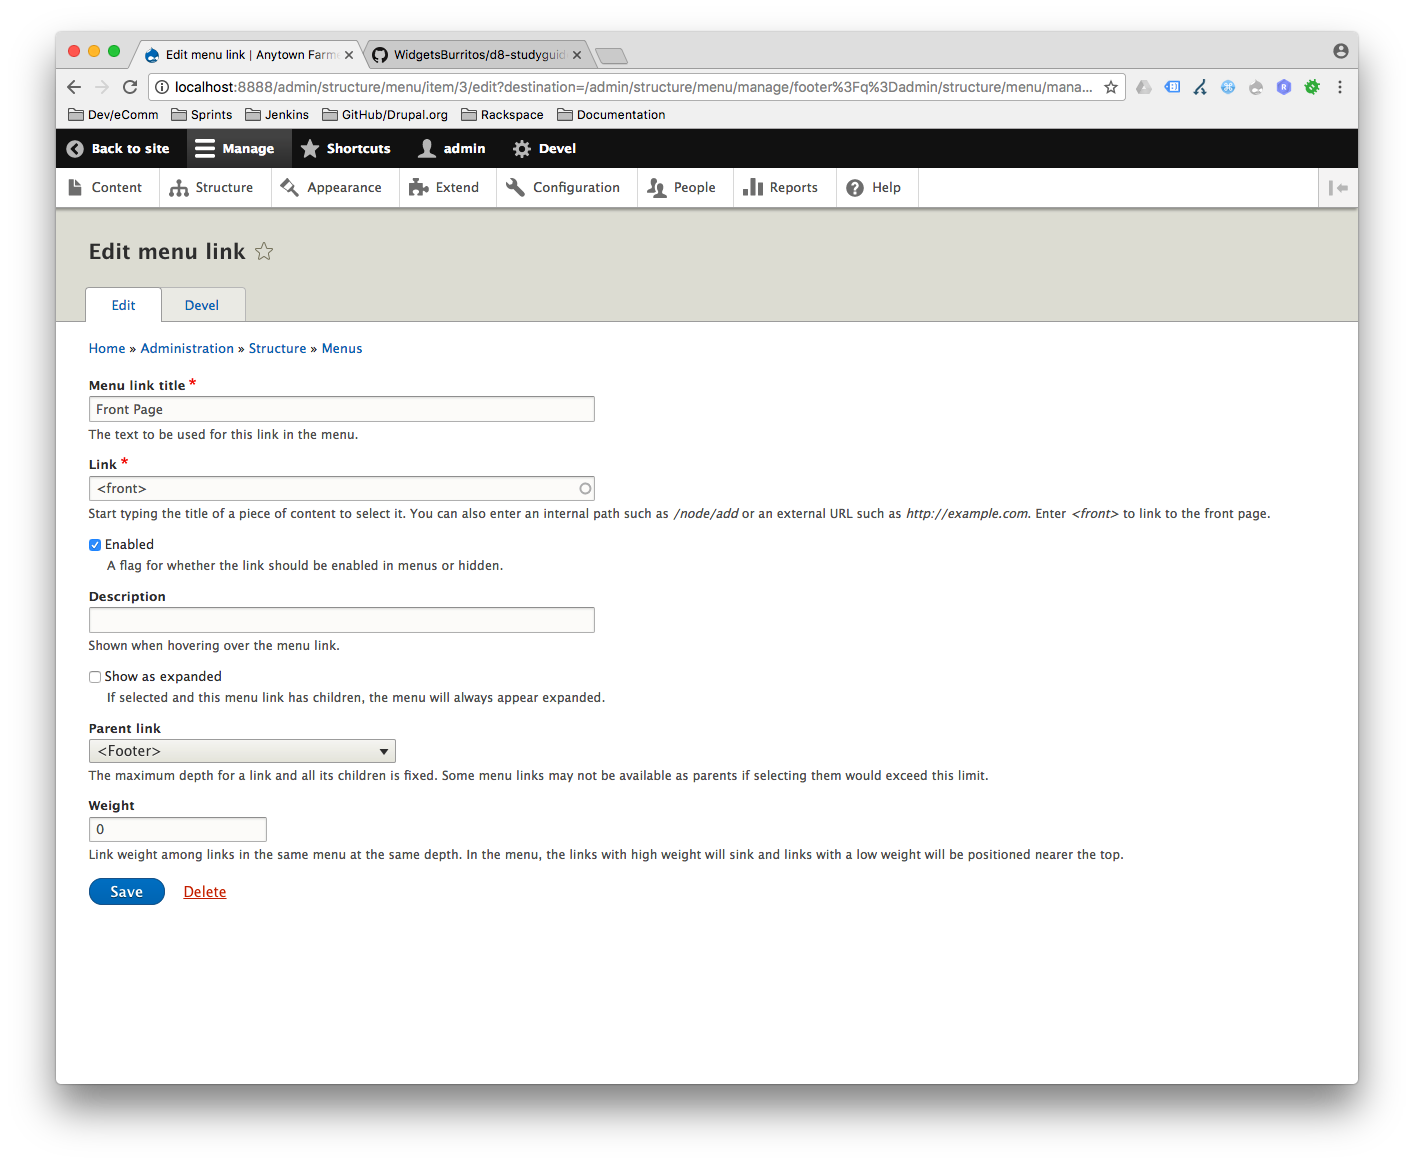 Edit menu link | Anytown Farm
WidgetsBurritos/d8-studyguid
localhost:8888/admin/structure/menu/item/3/edit?destination=/admin/structure/menu/manage/footer%3Fq%3Dadmin/structure/menu/mana...
Dev/eComm Sprints Jenkins GitHub/Drupal.org Rackspace Documentation
Back to site Manage Shortcuts admin Devel
Content Structure Appearance Extend Configuration People Reports Help
Edit menu link
Edit Devel
Home » Administration » Structure » Menus
Menu link title *
Front Page
The text to be used for this link in the menu.
Link *
<front>
Start typing the title of a piece of content to select it. You can also enter an internal path such as /node/add or an external URL such as http://example.com. Enter <front> to link to the front page.
Enabled
A flag for whether the link should be enabled in menus or hidden.
Description
Shown when hovering over the menu link.
Show as expanded
If selected and this menu link has children, the menu will always appear expanded.
Parent link
<Footer>
The maximum depth for a link and all its children is fixed. Some menu links may not be available as parents if selecting them would exceed this limit.
Weight
0
Link weight among links in the same menu at the same depth. In the menu, the links with high weight will sink and links with a low weight will be positioned nearer the top.
Save Delete